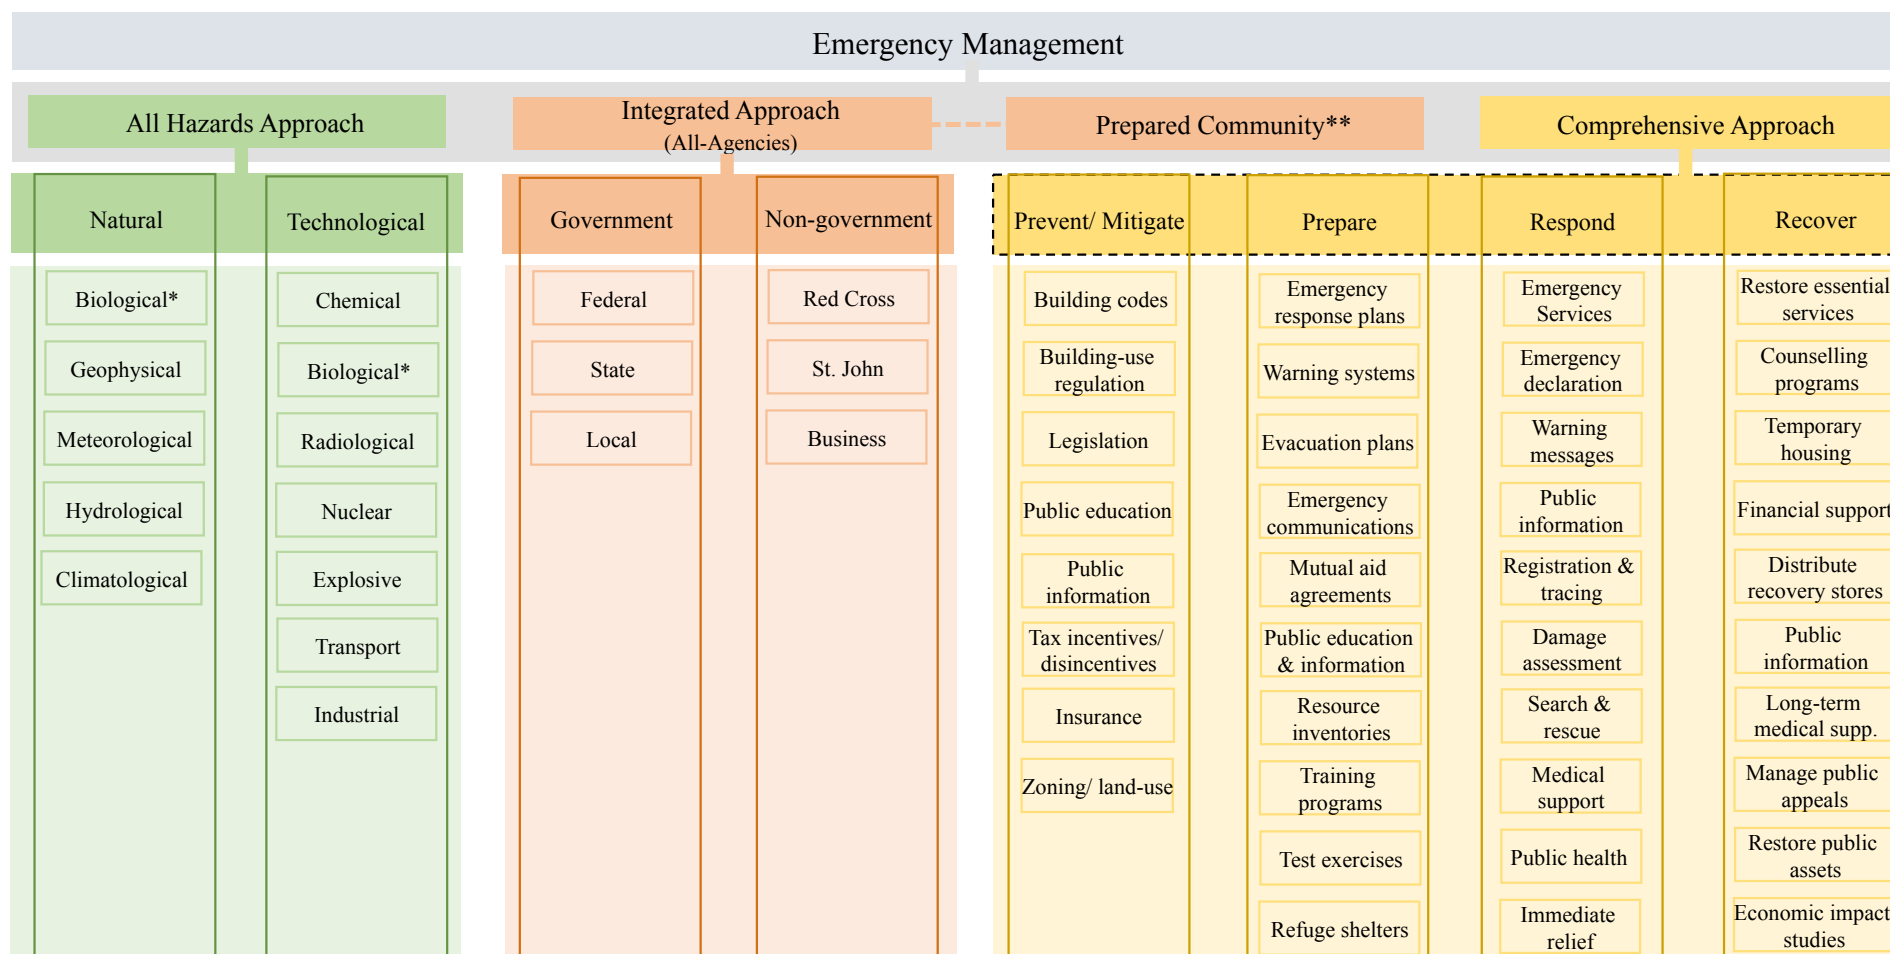 Emergency Management
All Hazards Approach
Integrated Approach
(All-Agencies)
Prepared Community**
Comprehensive Approach
Natural
Biological*
Geophysical
Meteorological
Hydrological
Climatological
Technological
Chemical
Biological*
Radiological
Nuclear
Explosive
Transport
Industrial
Government
Federal
State
Local
Non-government
Red Cross
St. John
Business
Prevent/ Mitigate
Building codes
Building-use
regulation
Legislation
Public education
Public
information
Tax incentives/
disincentives
Insurance
Zoning/ land-use
Prepare
Emergency
response plans
Warning systems
Evacuation plans
Emergency
communications
Mutual aid
agreements
Public education
& information
Resource
inventories
Training
programs
Test exercises
Refuge shelters
Respond
Emergency
Services
Emergency
declaration
Warning
messages
Public
information
Registration &
tracing
Damage
assessment
Search &
rescue
Medical
support
Public health
Immediate
relief
Recover
Restore essential
services
Counselling
programs
Temporary
housing
Financial support
Distribute
recovery stores
Public
information
Long-term
medical supp.
Manage public
appeals
Restore public
assets
Economic impact
studies